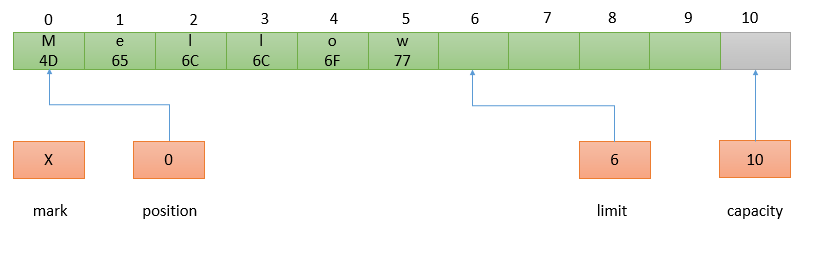 0 1 2 3 4 5 6 7 8 9 10
M e l l o w
4D 65 6C 6C 6F 77
X 0 6 10
mark position limit capacity